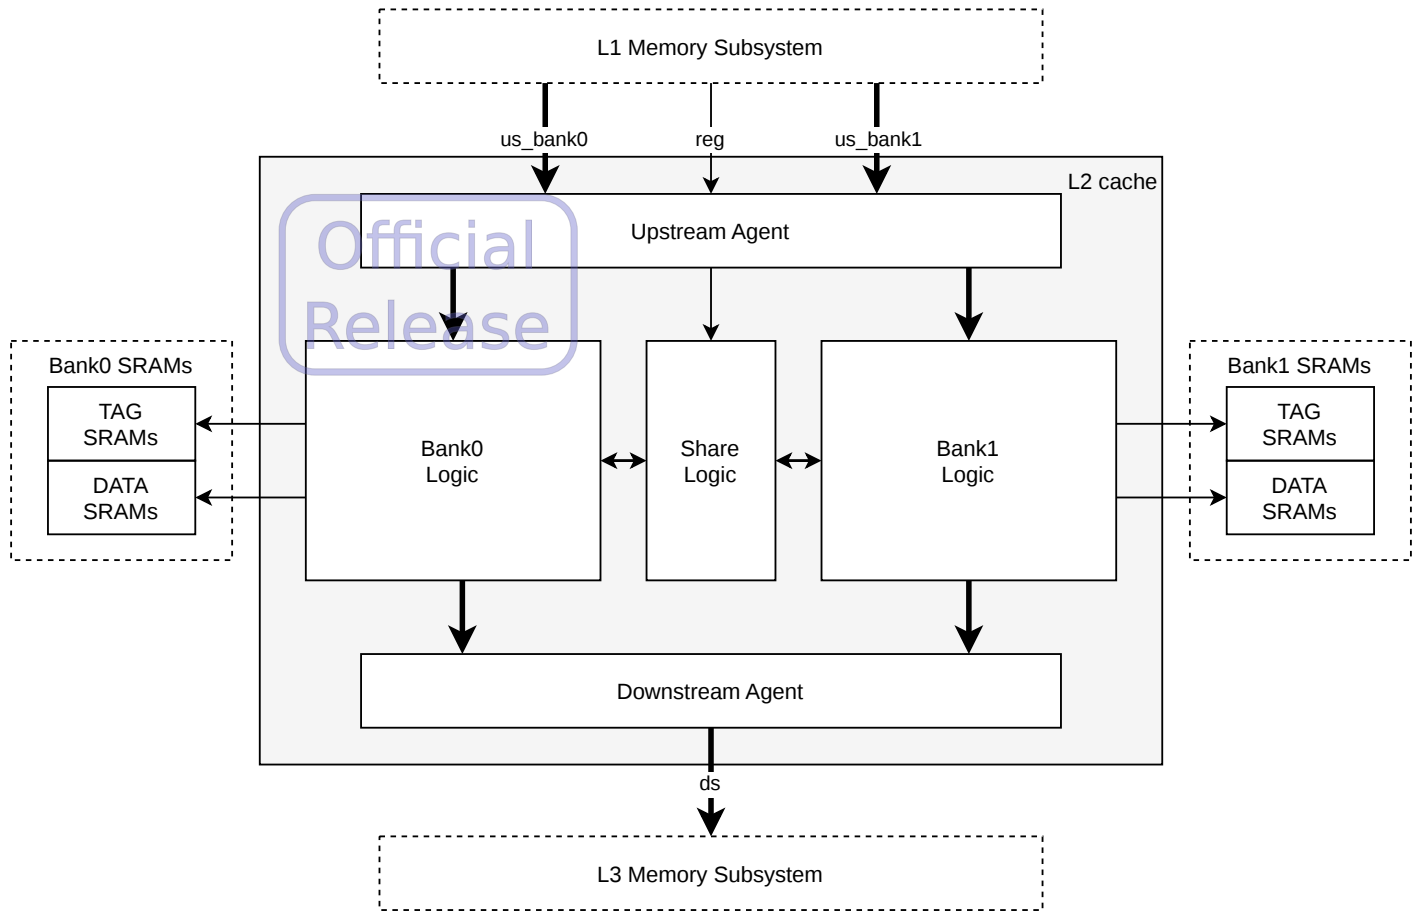 L1 Memory Subsystem
us_bank0
reg
us_bank1
L2 cache
Upstream Agent
Official
Release
Bank0 SRAMs
TAG
SRAMs
DATA
SRAMs
Bank0
Logic
Share
Logic
Bank1
Logic
Bank1 SRAMs
TAG
SRAMs
DATA
SRAMs
Downstream Agent
ds
L3 Memory Subsystem